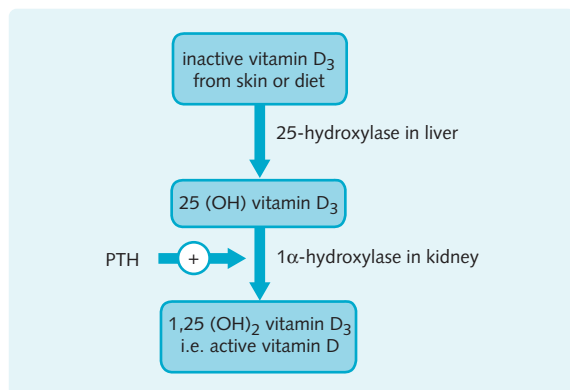 inactive vitamin D₃
from skin or diet
25-hydroxylase in liver
25 (OH) vitamin D₃
PTH
+
1α-hydroxylase in kidney
1,25 (OH)₂ vitamin D₃
i.e. active vitamin D